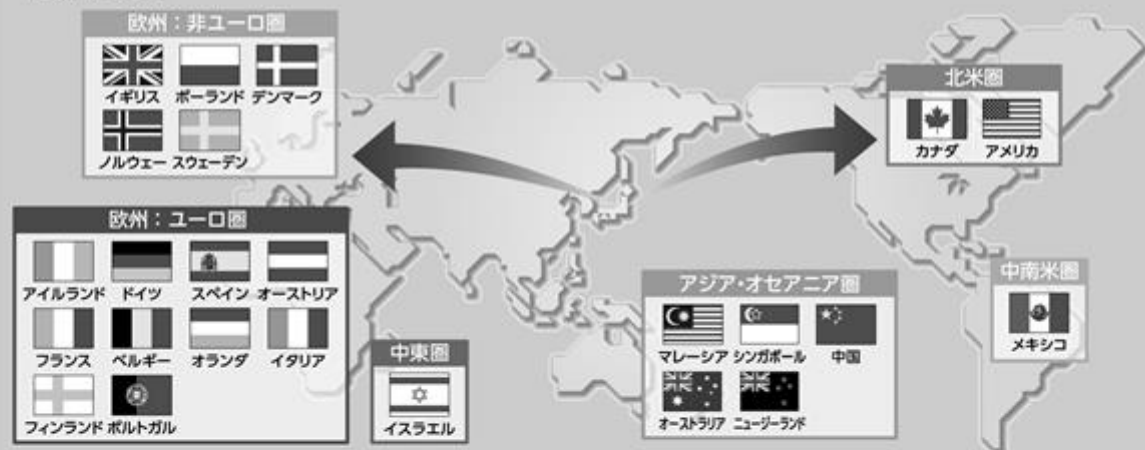 欧州：非ユーロ圏
イギリス ポーランド デンマーク
ノルウェー スウェーデン
北米圏
カナダ アメリカ
欧州：ユーロ圏
アイルランド ドイツ スペイン オーストリア
フランス ベルギー オランダ イタリア
フィンランド ポルトガル
中東圏
イスラエル
アジア・オセアニア圏
マレーシア シンガポール 中国
オーストラリア ニュージーランド
中南米圏
メキシコ